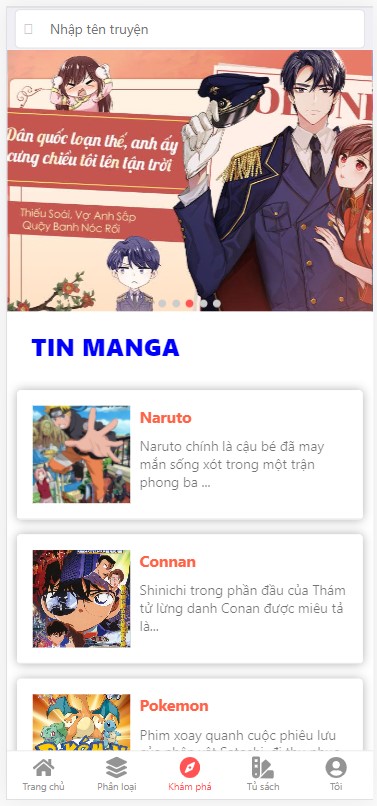 Nhập tên truyện
Dân quốc loạn thế, anh ấy
cưng chiều tôi lên tận trời
Thiếu Soái, Vợ Anh Sắp
Quậy Banh Nóc Rồi
TIN MANGA
Naruto
Naruto chính là cậu bé đã may
mắn sống xót trong một trận
phong ba ...
Connan
Shinichi trong phần đầu của Thám
tử lừng danh Conan được miêu tả
là...
Pokemon
Phim xoay quanh cuộc phiêu lưu
Trang chủ
Phân loại
Khám phá
Tủ sách
Tôi